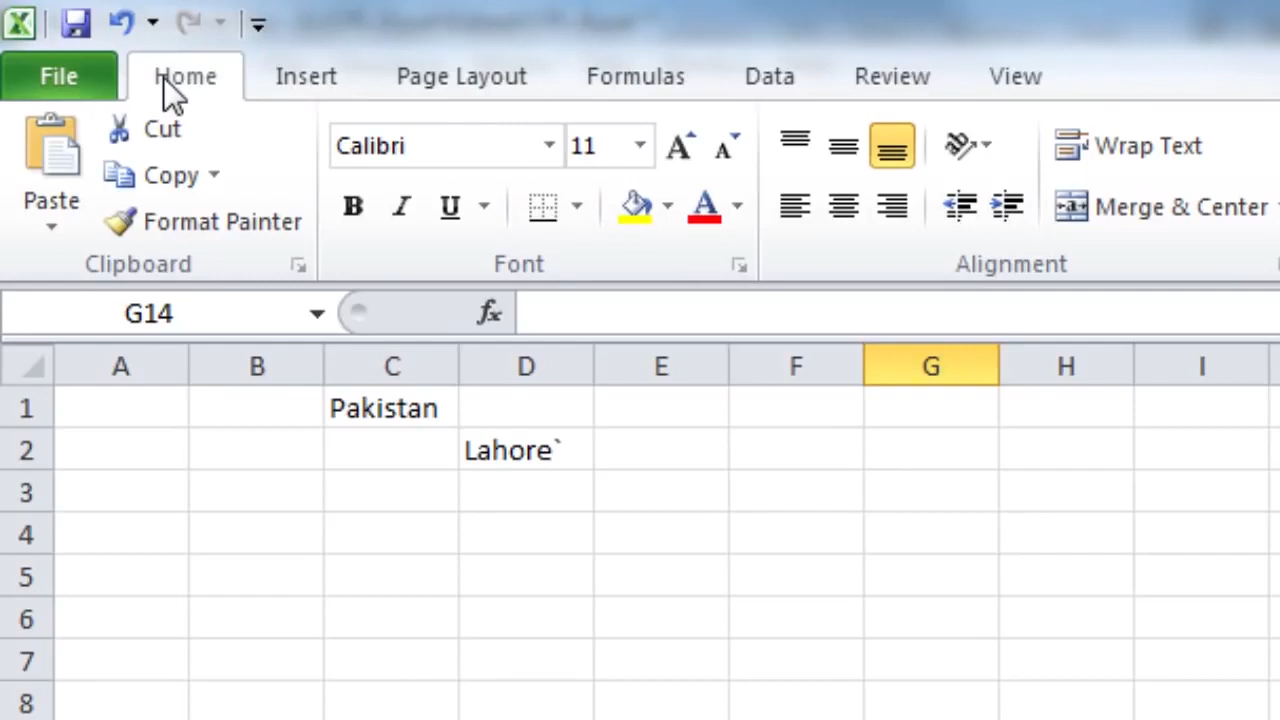 File Home Insert Page Layout Formulas Data Review View
Cut
Copy
Paste
Format Painter
Clipboard
Calibri 11 A A
B I U A
Font
ab
Wrap Text
a Merge & Center
Alignment
G14 fx
A B C D E F G H I
1 Pakistan
2 Lahore`
3
4
5
6
7
8